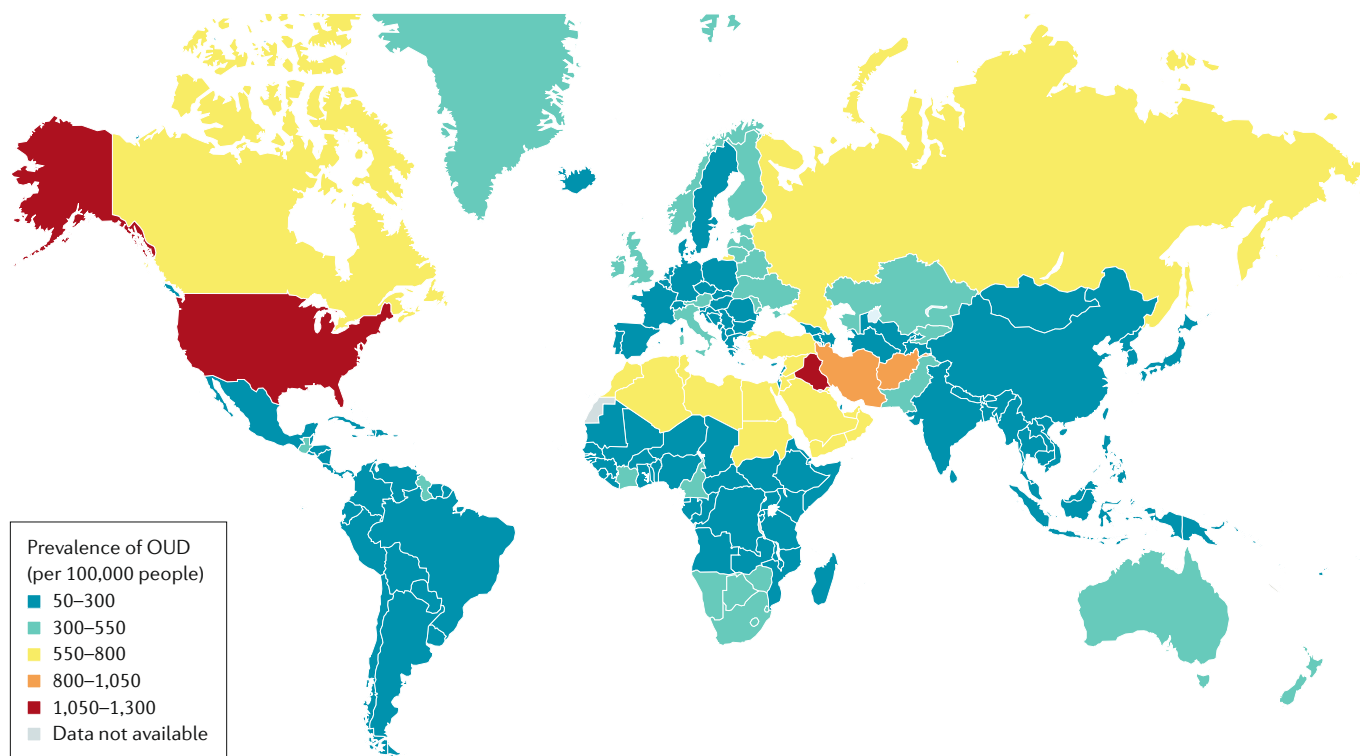 Prevalence of OUD
(per 100,000 people)
50–300
300–550
550–800
800–1,050
1,050–1,300
Data not available